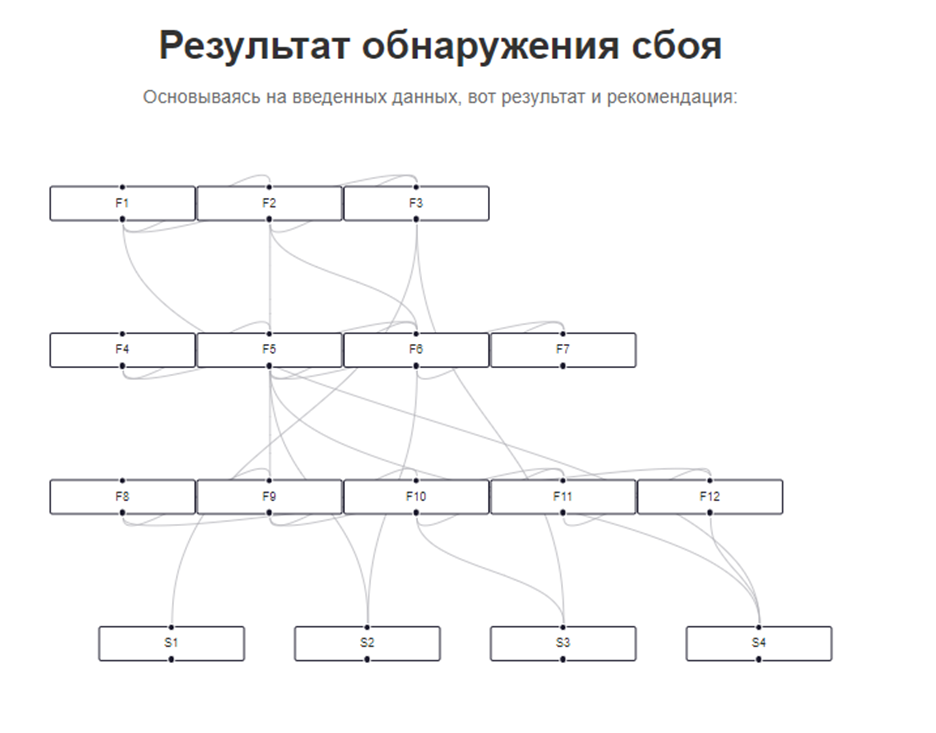 Результат обнаружения сбоя
Основываясь на введенных данных, вот результат и рекомендация:
F1 F2 F3
F4 F5 F6 F7
F8 F9 F10 F11 F12
S1 S2 S3 S4